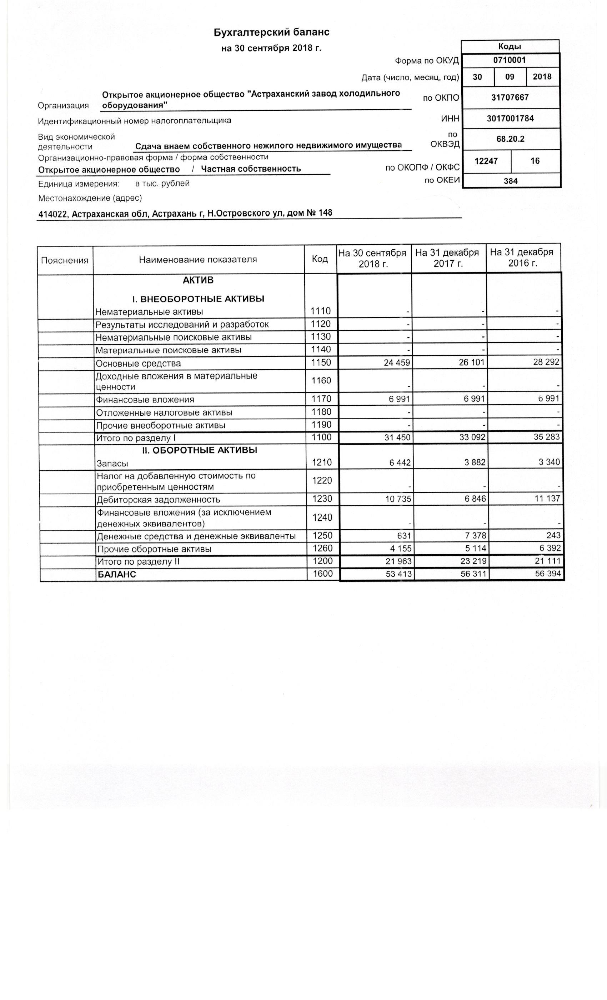 Бухгалтерский баланс
на 30 сентября 2018 г.
Коды
Форма по ОКУД 0710001
Дата (число, месяц, год) 30 09 2018
Организация Открытое акционерное общество "Астраханский завод холодильного
оборудования" по ОКПО 31707667
Идентификационный номер налогоплательщика ИНН 3017001784
Вид экономической
деятельности Сдача внаем собственного нежилого недвижимого имущества по
ОКВЭД 68.20.2
Организационно-правовая форма / форма собственности
Открытое акционерное общество / Частная собственность по ОКОПФ / ОКФС 12247 16
Единица измерения: в тыс. рублей по ОКЕИ 384
Местонахождение (адрес)
414022, Астраханская обл, Астрахань г, Н.Островского ул, дом № 148
Пояснения Наименование показателя Код На 30 сентября
2018 г. На 31 декабря
2017 г. На 31 декабря
2016 г.
АКТИВ
I. ВНЕОБОРОТНЫЕ АКТИВЫ
Нематериальные активы 1110 - - -
Результаты исследований и разработок 1120 - - -
Нематериальные поисковые активы 1130 - - -
Материальные поисковые активы 1140 - - -
Основные средства 1150 24 459 26 101 28 292
Доходные вложения в материальные
ценности 1160 - - -
Финансовые вложения 1170 6 991 6 991 6 991
Отложенные налоговые активы 1180 - - -
Прочие внеоборотные активы 1190 - - -
Итого по разделу I 1100 31 450 33 092 35 283
II. ОБОРОТНЫЕ АКТИВЫ
Запасы 1210 6 442 3 882 3 340
Налог на добавленную стоимость по
приобретенным ценностям 1220 - - -
Дебиторская задолженность 1230 10 735 6 846 11 137
Финансовые вложения (за исключением
денежных эквивалентов) 1240 - - -
Денежные средства и денежные эквиваленты 1250 631 7 378 243
Прочие оборотные активы 1260 4 155 5 114 6 392
Итого по разделу II 1200 21 963 23 219 21 111
БАЛАНС 1600 53 413 56 311 56 394